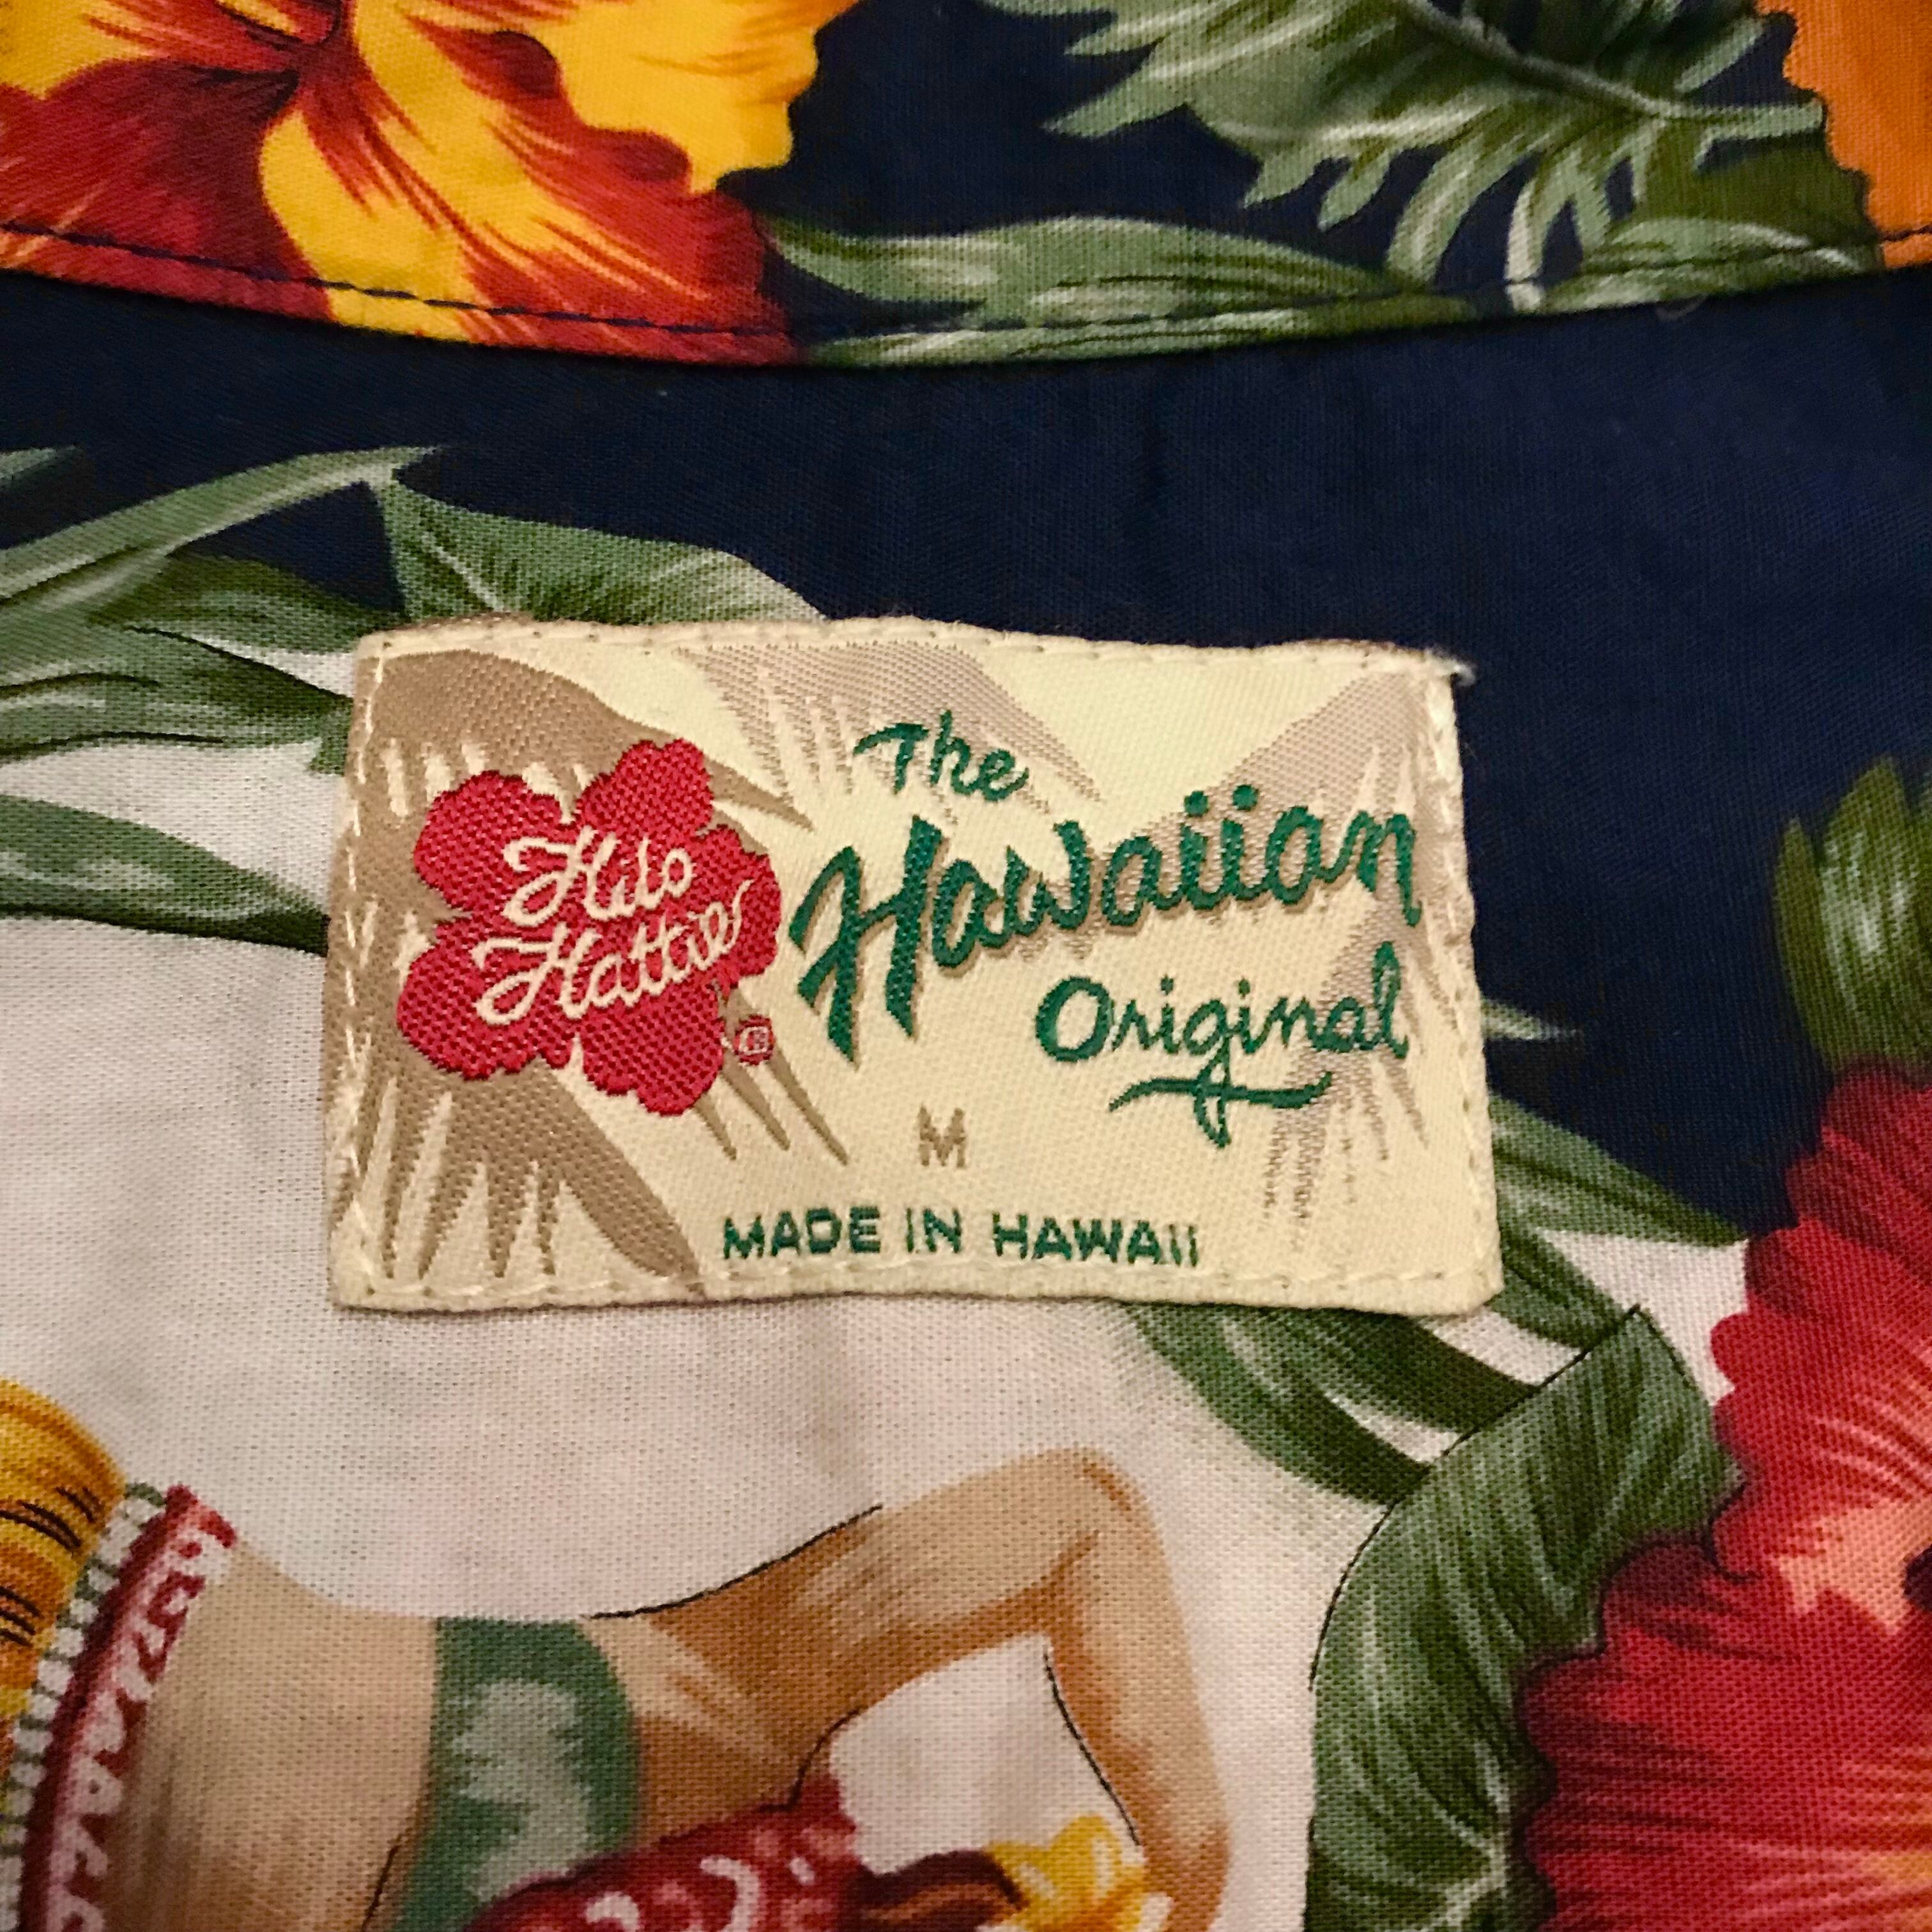 Hilo
Hattie
®
The
Hawaiian
Original
M
MADE IN HAWAII